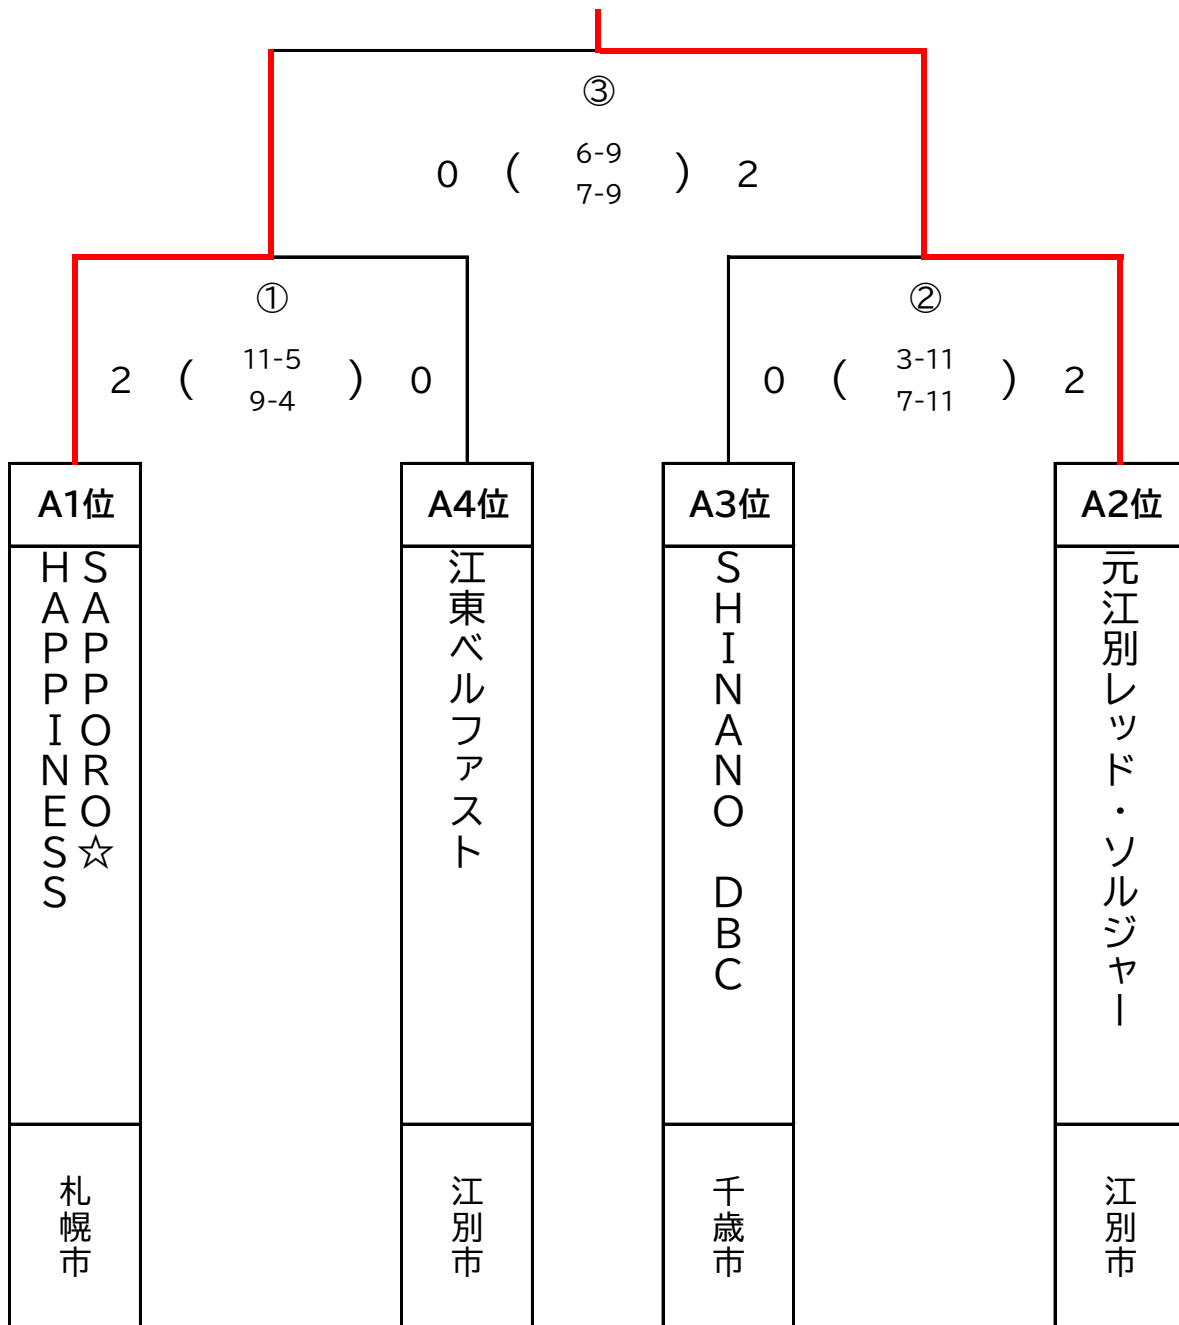 ③
0 ( 6-9 ) 2
7-9
①
2 ( 11-5 ) 0
9-4
②
0 ( 3-11 ) 2
7-11
A1位
A4位
A3位
A2位
SAPPORO☆
HAPPINESS
江東ベルファスト
SHINANO DBC
元江別レッド・ソルジャー
札幌市
江別市
千歳市
江別市